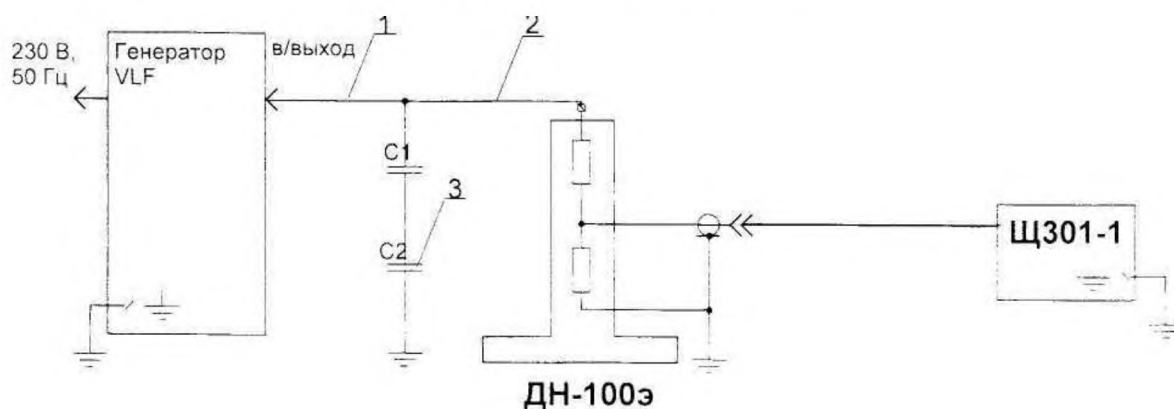 230 В,
50 Гц
Генератор
VLF
в/выход
1
2
C1
3
C2
Щ301-1
ДН-100э